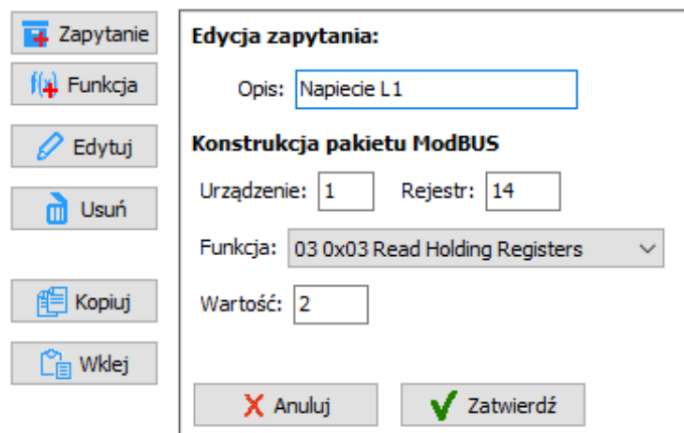 Zapytanie
f(x) Funkcja
Edytuj
Usuń
Kopiuj
Wklej
Edycja zapytania:
Opis: Napiecie L1
Konstrukcja pakietu ModBUS
Urządzenie: 1 Rejestr: 14
Funkcja: 03 0x03 Read Holding Registers
Wartość: 2
Anuluj Zatwierdź